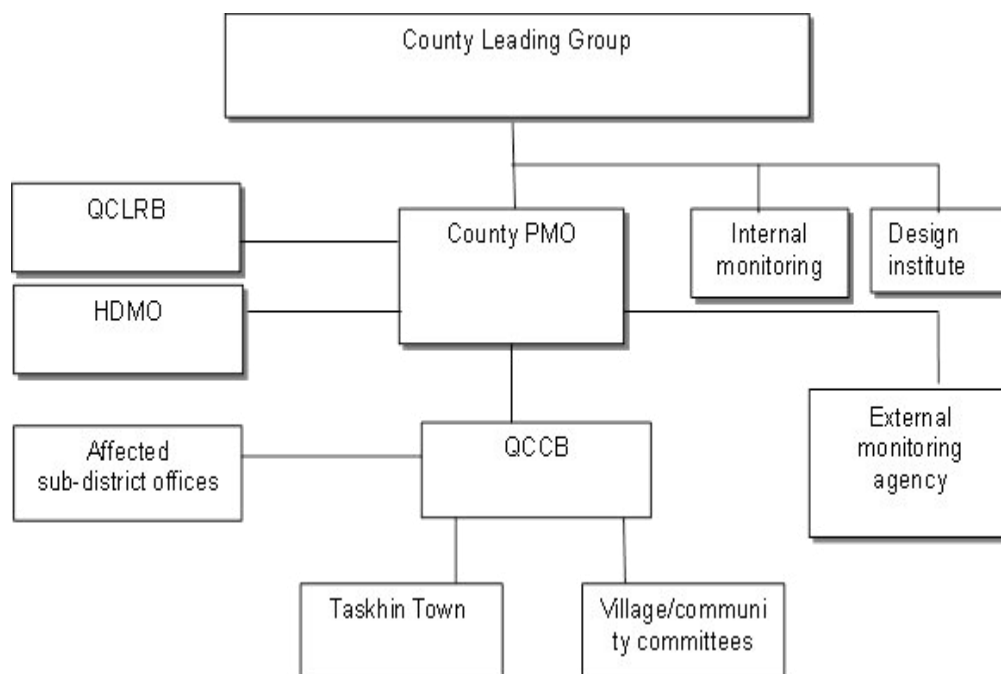 County Leading Group
QCLRB
County PMO
Internal
monitoring
Design
institute
HDMO
Affected
sub-district offices
QCCB
External
monitoring
agency
Taskhin Town
Village/communi
ty committees